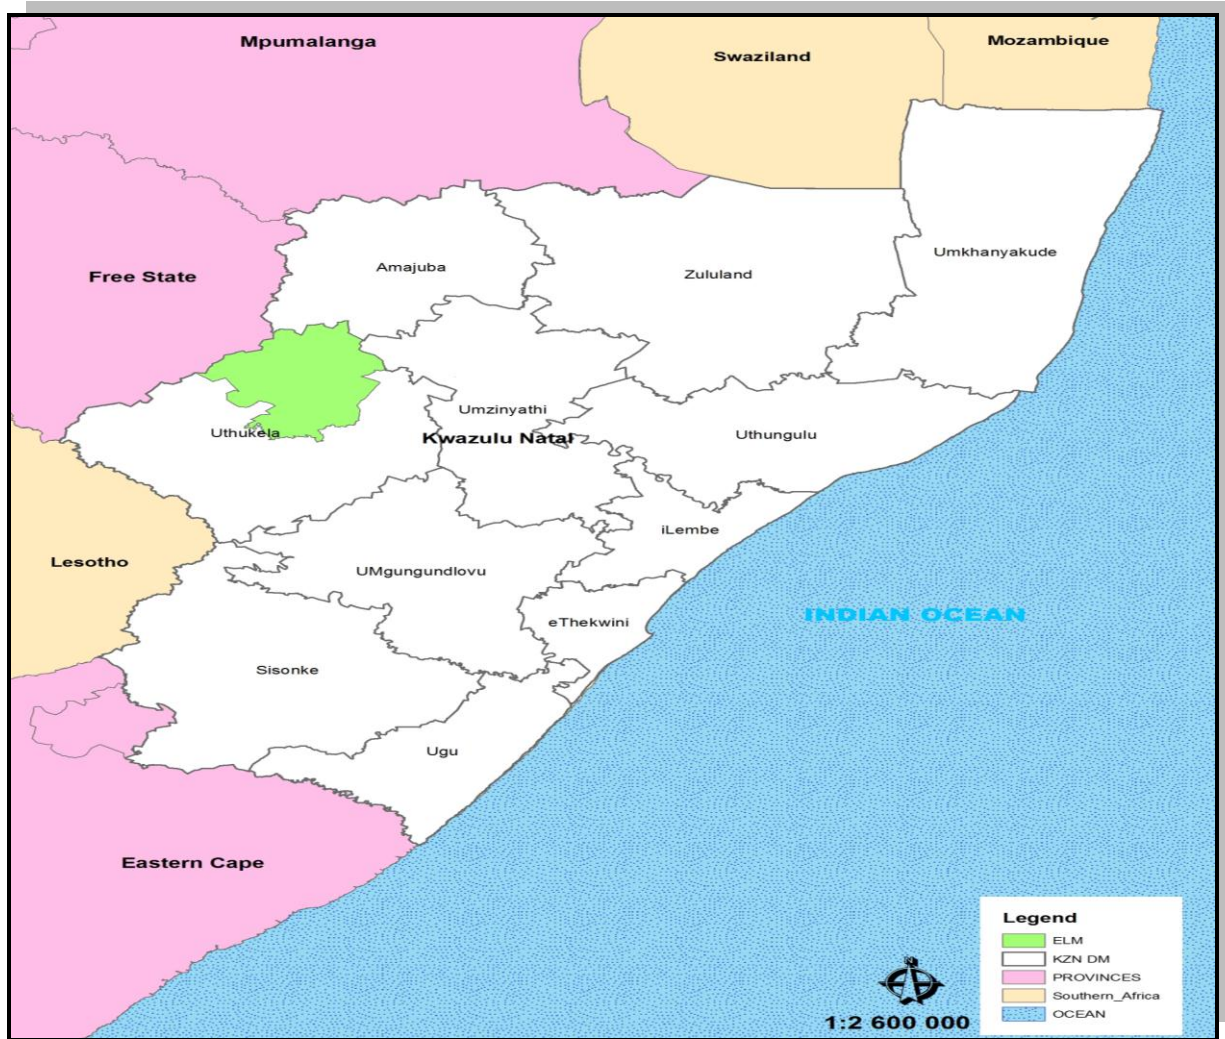 Mpumalanga
Swaziland
Mozambique
Free State
Amajuba
Zululand
Umkhanyakude
Umzinyathi
Uthukela
Kwazulu Natal
Uthungulu
iLembe
Lesotho
UMgungundlovu
eThekwini
INDIAN OCEAN
Sisonke
Ugu
Eastern Cape
Legend
ELM
KZN DM
PROVINCES
Southern_Africa
OCEAN
1:2 600 000